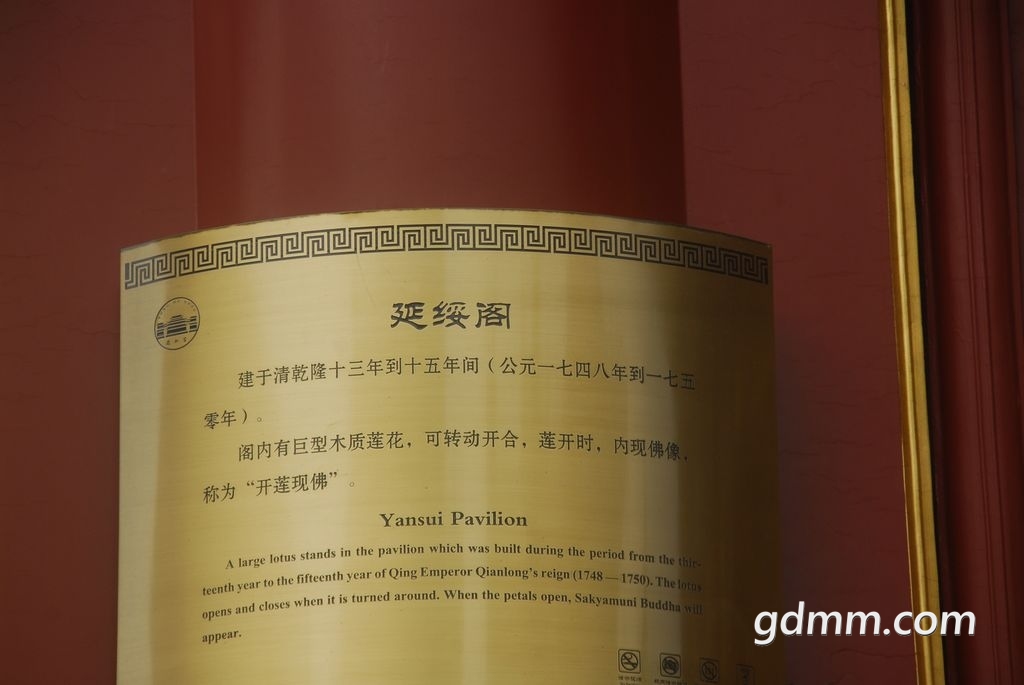 延绥阁
建于清乾隆十三年到十五年间（公元一七四八年到一七五
零年）。
阁内有巨型木质莲花，可转动开合，莲开时，内现佛像，
称为“开莲现佛”。
Yansui Pavilion
A large lotus stands in the pavilion which was built during the period from the thir-
teenth year to the fifteenth year of Qing Emperor Qianlong's reign (1748—1750). The lotus
opens and closes when it is turned around. When the petals open, Sakyamuni Buddha will
appear.
gdmm.com